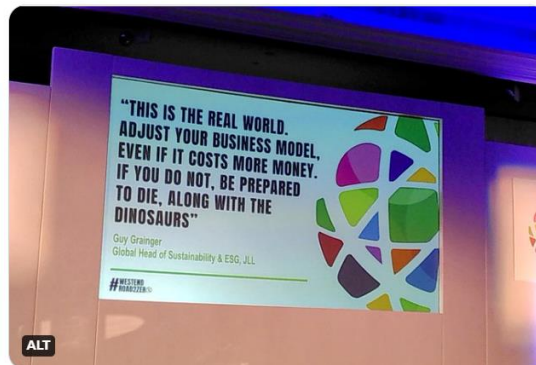 “THIS IS THE REAL WORLD.
ADJUST YOUR BUSINESS MODEL,
EVEN IF IT COSTS MORE MONEY.
IF YOU DO NOT, BE PREPARED
TO DIE, ALONG WITH THE
DINOSAURS”
Guy Grainger
Global Head of Sustainability & ESG, JLL
#WESTEND
ROAD2ZERO
ALT